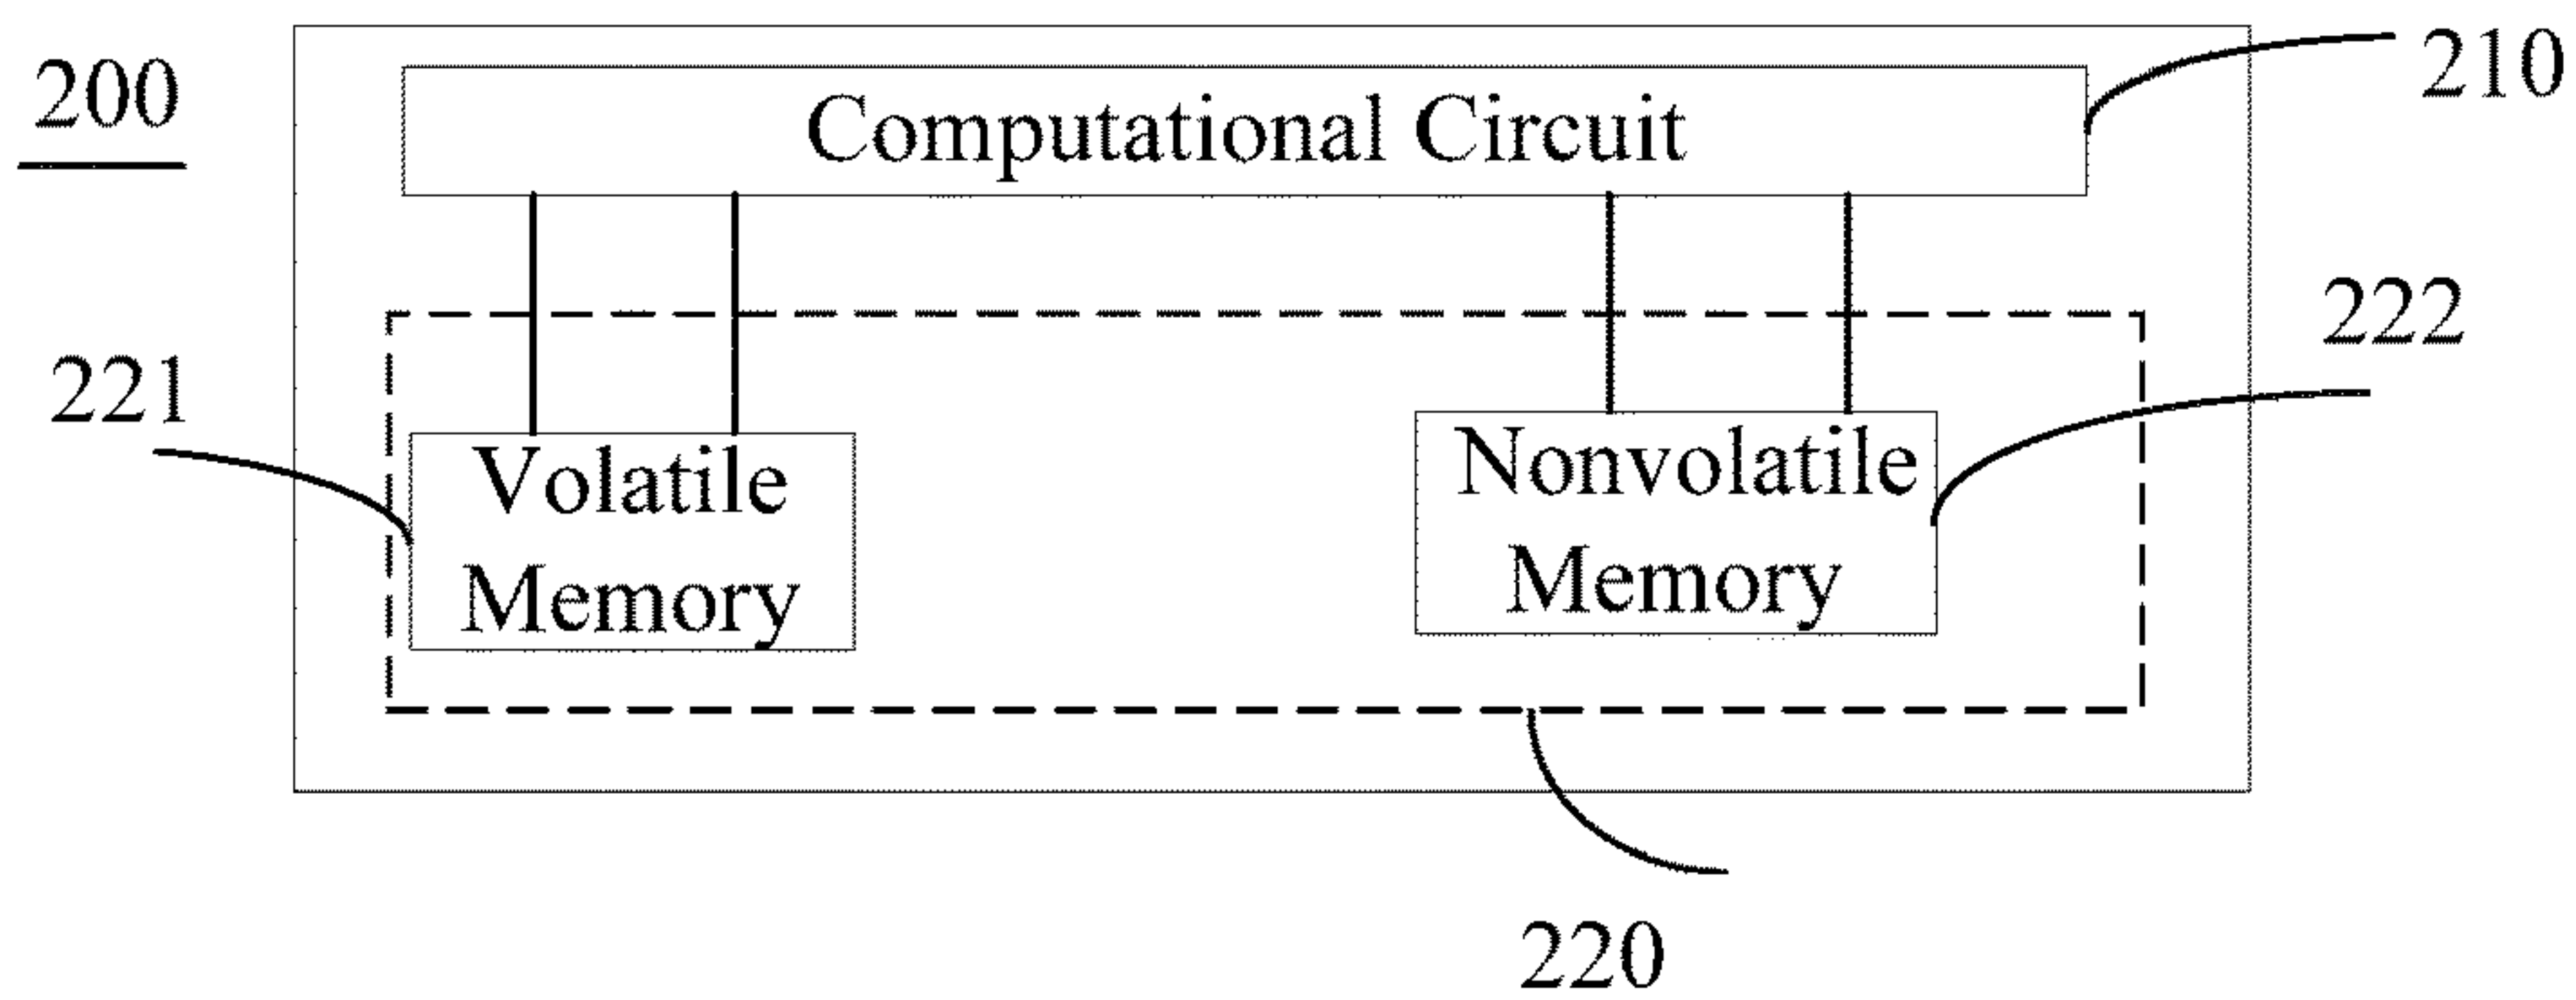 200
Computational Circuit
210
222
221
Volatile
Memory
Nonvolatile
Memory
220